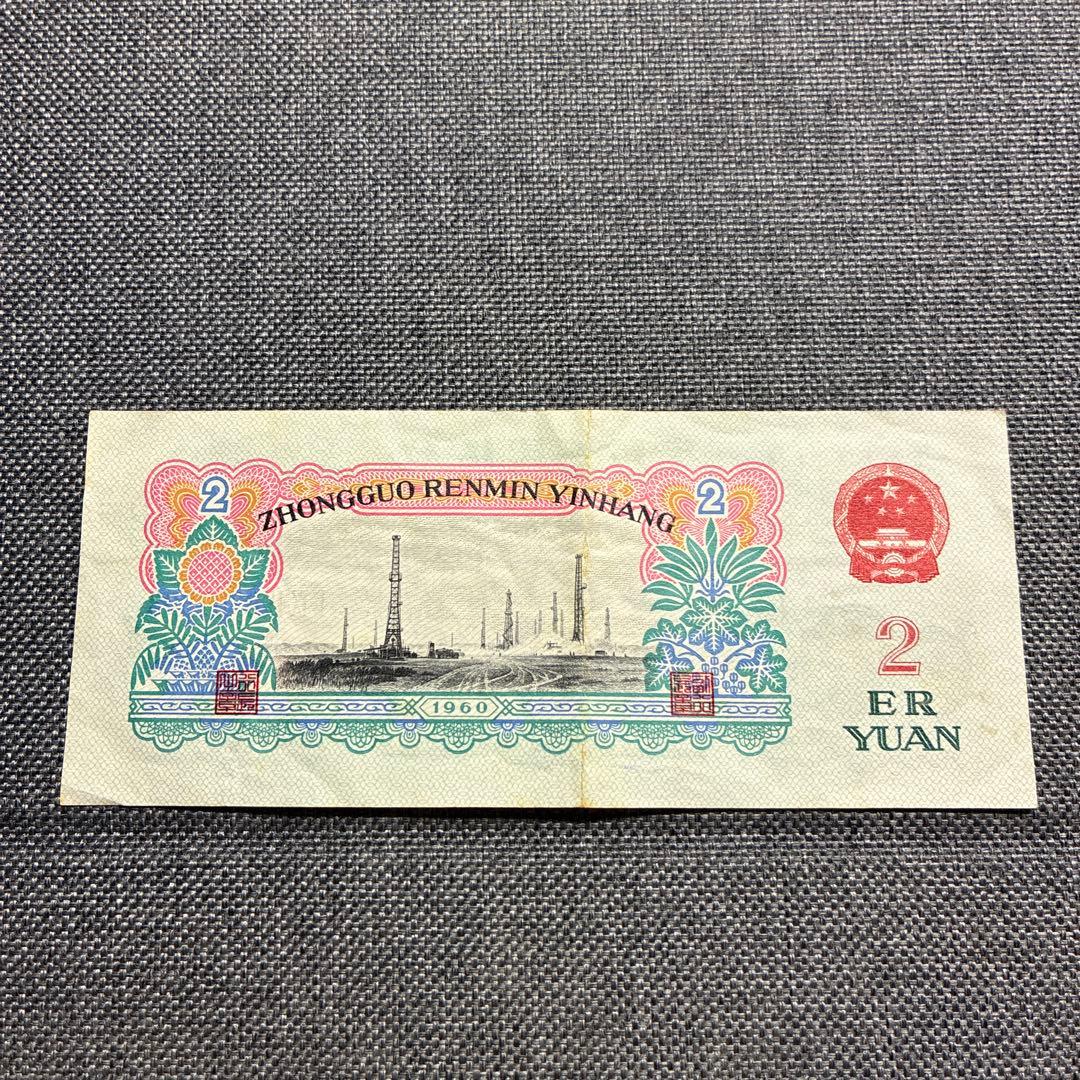 2
2
ZHONGGUO RENMIN YINHANG
1960
2
ER
YUAN